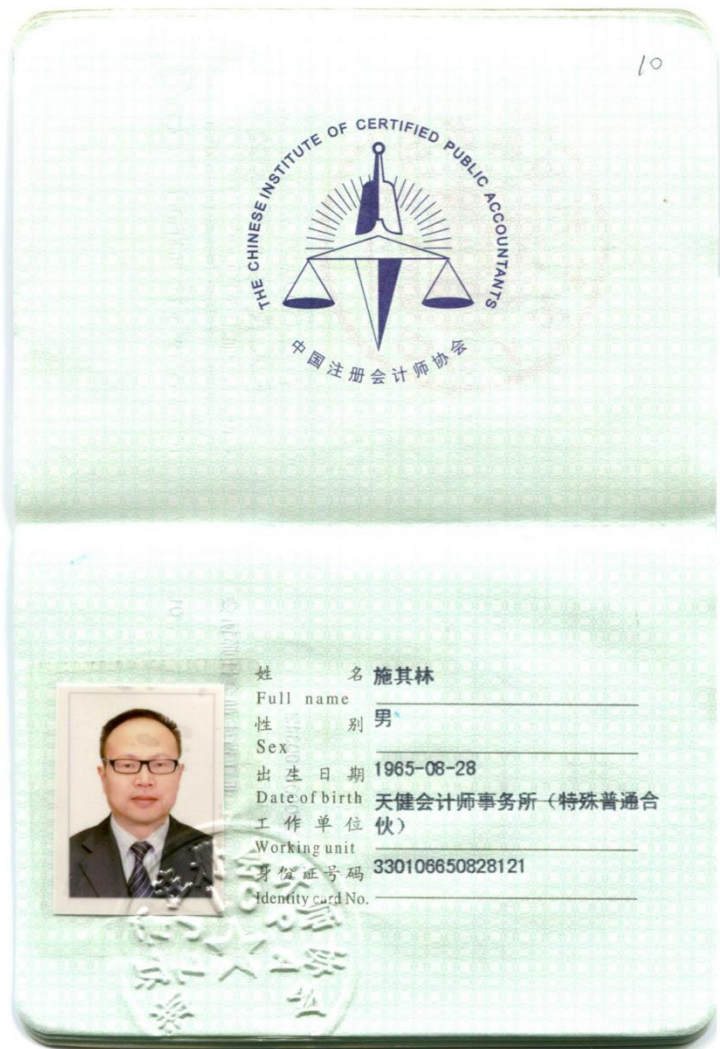 10
THE CHINESE INSTITUTE OF CERTIFIED PUBLIC ACCOUNTANTS
中国注册会计师协会
姓 名 施其林
Full name
性 别 男
Sex
出生日期 1965-08-28
Date of birth
工作单位 天健会计师事务所（特殊普通合
伙）
Working unit
身份证号码 330106650828121
Identity card No.